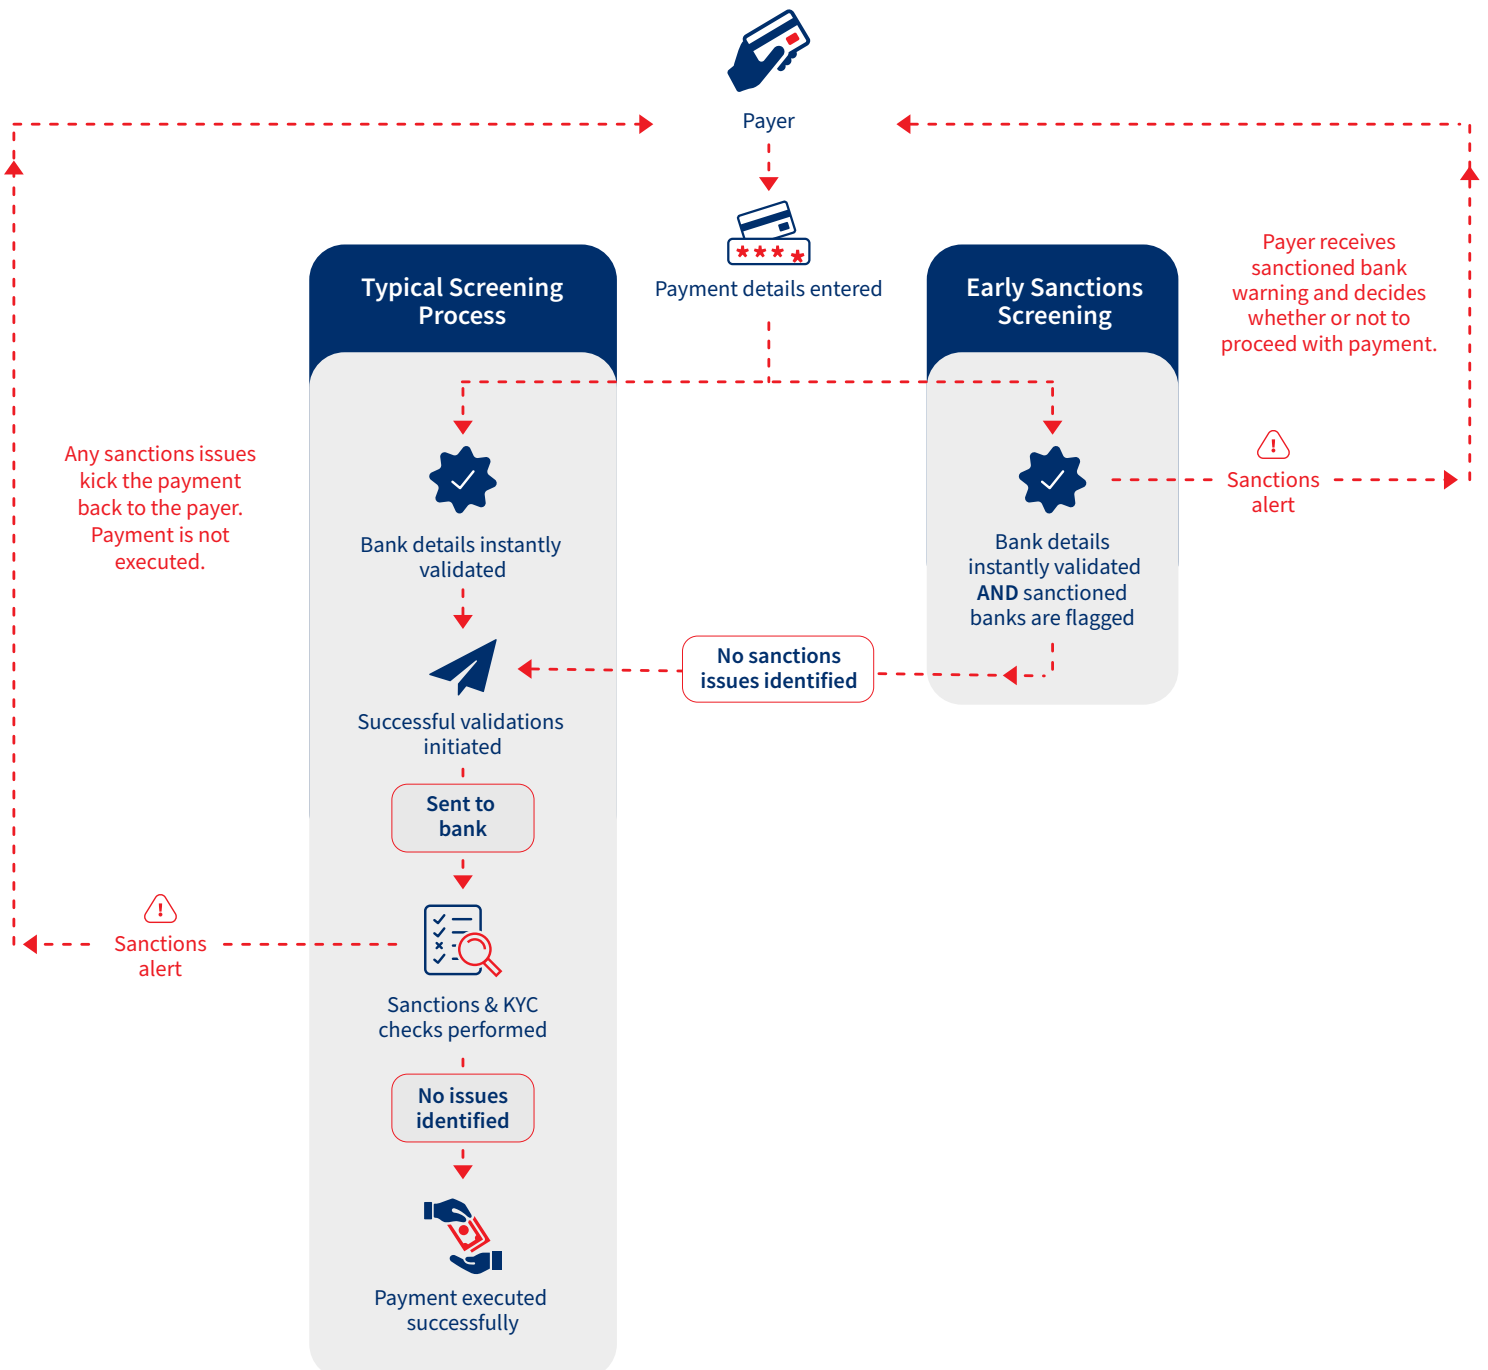 Payer
Payment details entered
Typical Screening
Process
Early Sanctions
Screening
Payer receives
sanctioned bank
warning and decides
whether or not to
proceed with payment.
Any sanctions issues
kick the payment
back to the payer.
Payment is not
executed.
Bank details instantly
validated
Bank details
instantly validated
AND sanctioned
banks are flagged
Sanctions
alert
No sanctions
issues identified
Successful validations
initiated
Sent to
bank
Sanctions
alert
Sanctions & KYC
checks performed
No issues
identified
Payment executed
successfully